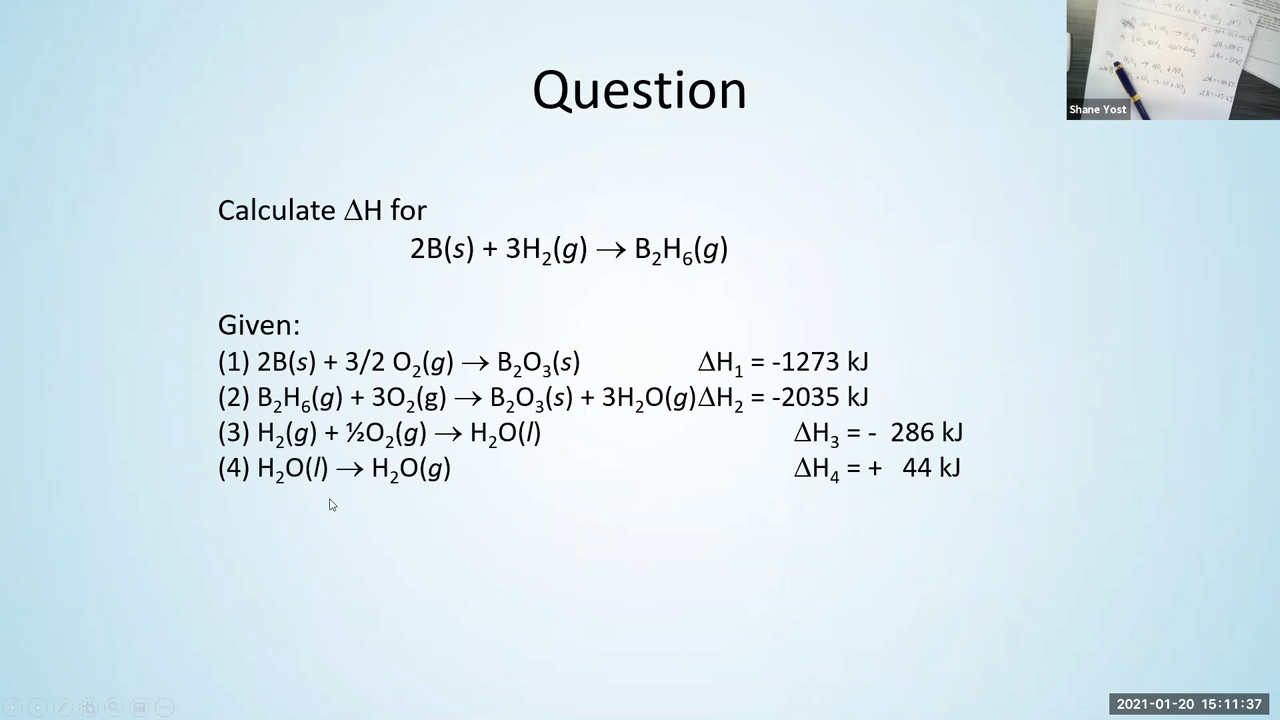 Question
Shane Yost
Calculate ΔH for
2B(s) + 3H₂(g) → B₂H₆(g)
Given:
(1) 2B(s) + 3/2 O₂(g) → B₂O₃(s) ΔH₁ = -1273 kJ
(2) B₂H₆(g) + 3O₂(g) → B₂O₃(s) + 3H₂O(g)ΔH₂ = -2035 kJ
(3) H₂(g) + ½O₂(g) → H₂O(l) ΔH₃ = - 286 kJ
(4) H₂O(l) → H₂O(g) ΔH₄ = + 44 kJ
2021-01-20 15:11:37